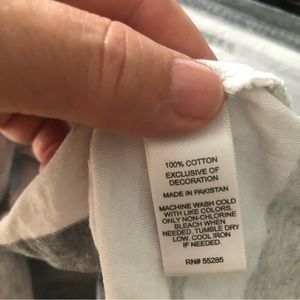 100% COTTON
EXCLUSIVE OF
DECORATION
MADE IN PAKISTAN
MACHINE WASH COLD
WITH LIKE COLORS.
ONLY NON-CHLORINE
BLEACH WHEN
NEEDED. TUMBLE DRY
LOW. COOL IRON
IF NEEDED.
RN# 55285